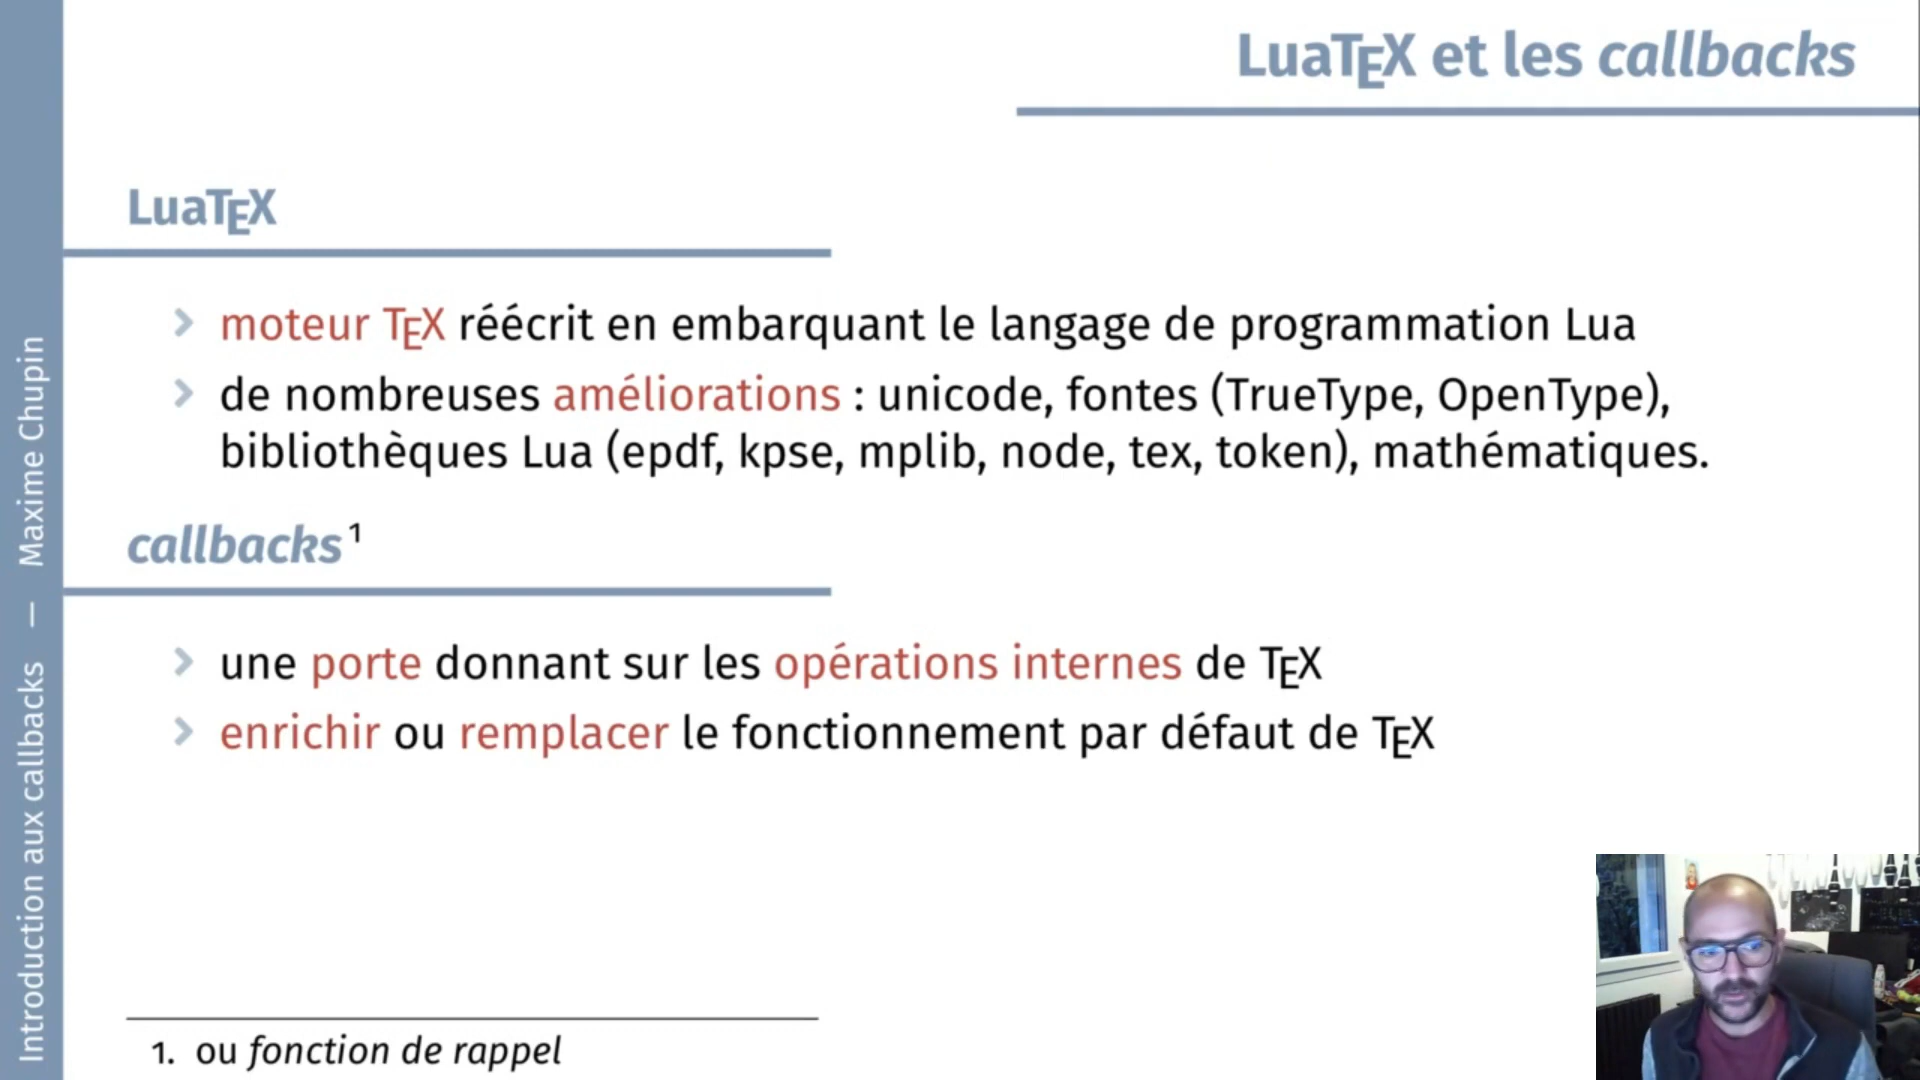 LuaTEX et les callbacks
LuaTEX
moteur TEX réécrit en embarquant le langage de programmation Lua
de nombreuses améliorations : unicode, fontes (TrueType, OpenType),
bibliothèques Lua (epdf, kpse, mplib, node, tex, token), mathématiques.
callbacks 1
une porte donnant sur les opérations internes de TEX
enrichir ou remplacer le fonctionnement par défaut de TEX
1. ou fonction de rappel
Introduction aux callbacks — Maxime Chupin